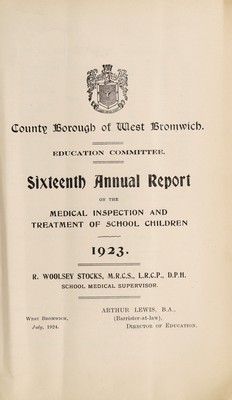 County Borough of West Bromwich.
EDUCATION COMMITTEE.
Sixteenth Annual Report
ON THE
MEDICAL INSPECTION AND
TREATMENT OF SCHOOL CHILDREN
1923.
R. WOOLSEY STOCKS, M.R.C.S., L.R.C.P., D.P.H.
SCHOOL MEDICAL SUPERVISOR.
ARTHUR LEWIS, B.A.,
West Bromwich, (Barrister-at-law),
July, 1924. Director of Education.